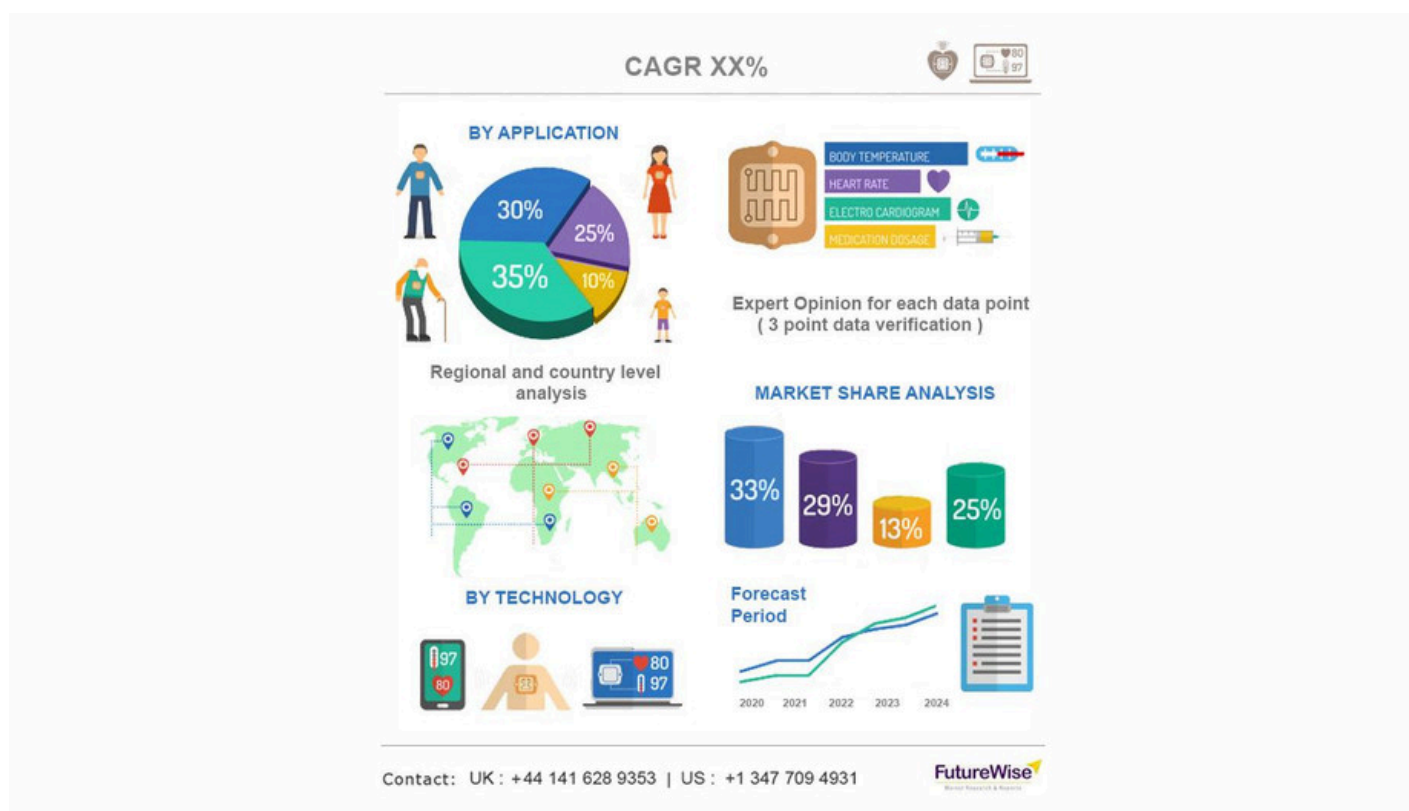 CAGR XX%
80
97
BY APPLICATION
30%
25%
35%
10%
BODY TEMPERATURE
HEART RATE
ELECTRO CARDIOGRAM
MEDICATION DOSAGE
Expert Opinion for each data point
( 3 point data verification )
Regional and country level
analysis
MARKET SHARE ANALYSIS
33%
29%
13%
25%
BY TECHNOLOGY
97
80
80
97
Forecast
Period
2020 2021 2022 2023 2024
Contact: UK : +44 141 628 9353 | US : +1 347 709 4931
FutureWise
Market Research & Reports